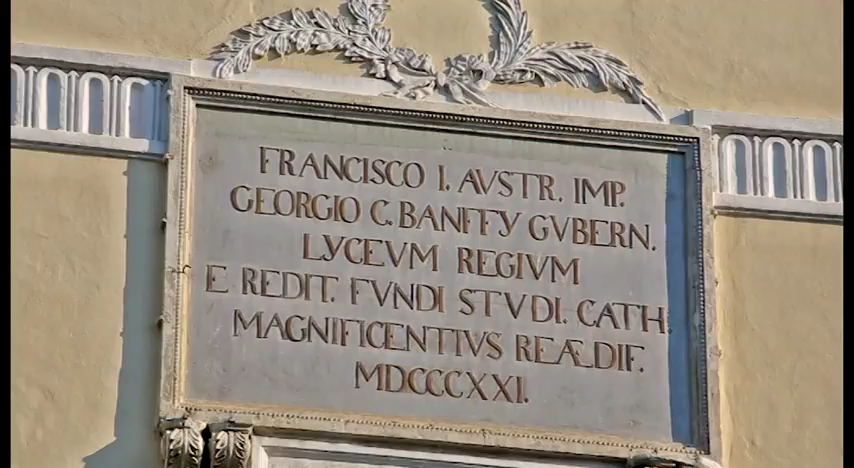 FRANCISCO I. AVSTR. IMP.
GEORGIO C. BANFFY GVBERN.
LYCEVM REGIVM
E REDIT. FVNDI STVDI. CATH.
MAGNIFICENTIVS REÆDIF.
MDCCCXXI.